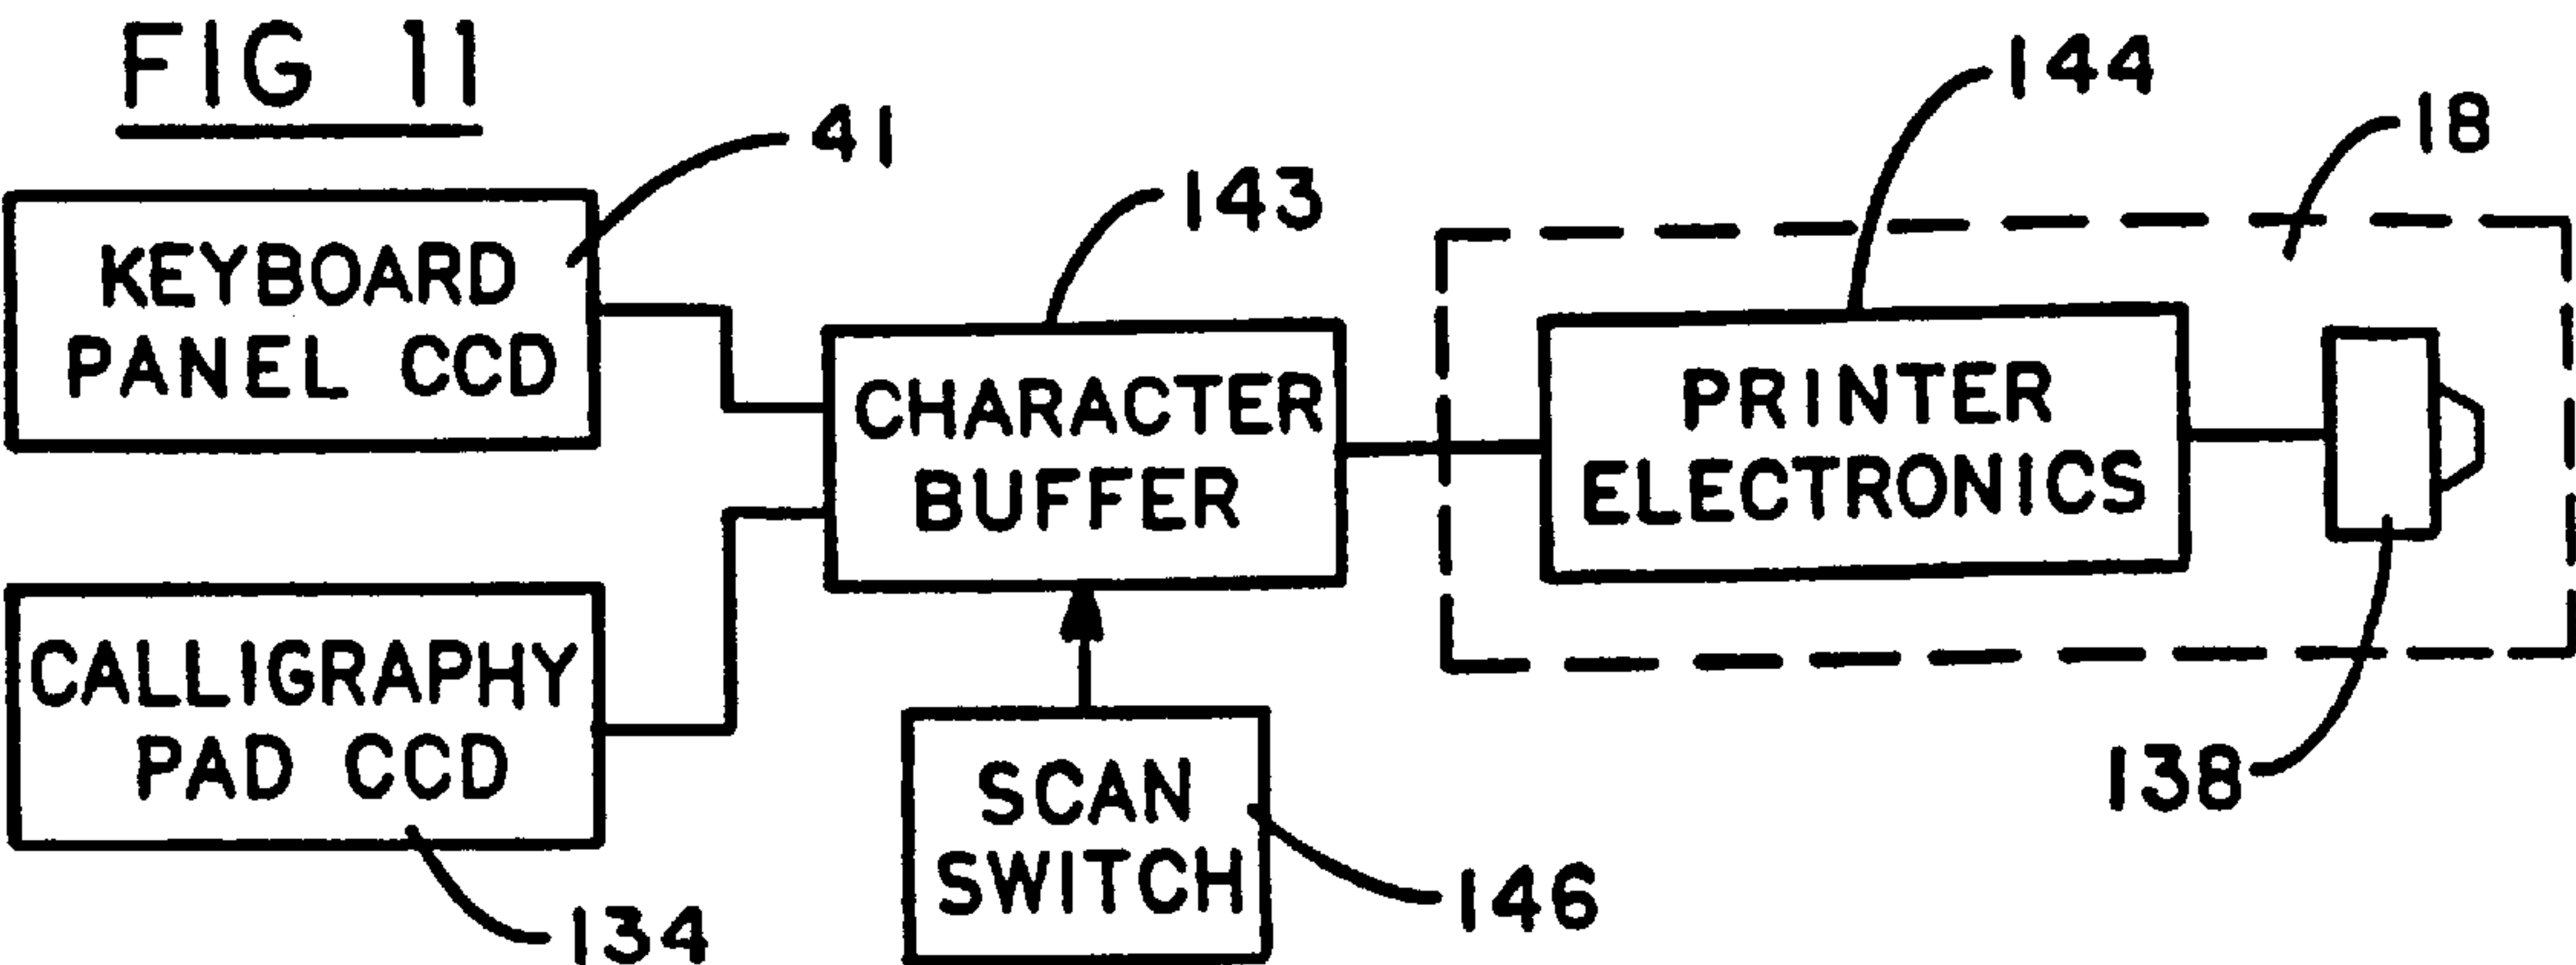 FIG 11
41
143
144
18
KEYBOARD
PANEL CCD
CHARACTER
BUFFER
PRINTER
ELECTRONICS
CALLIGRAPHY
PAD CCD
SCAN
SWITCH
134
146
138